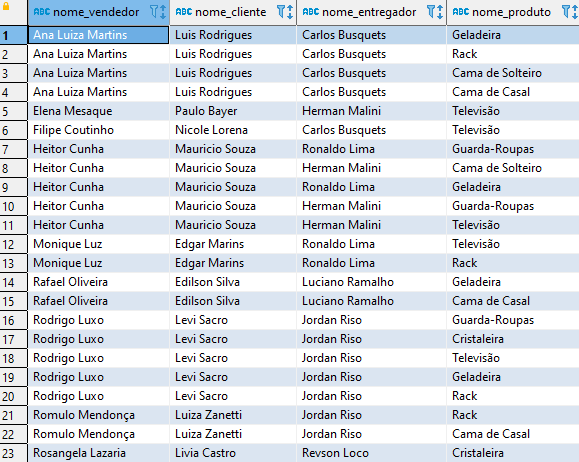 ABC nome_vendedor ABC nome_cliente ABC nome_entregador ABC nome_produto
1 Ana Luiza Martins Luis Rodrigues Carlos Busquets Geladeira
2 Ana Luiza Martins Luis Rodrigues Carlos Busquets Rack
3 Ana Luiza Martins Luis Rodrigues Carlos Busquets Cama de Solteiro
4 Ana Luiza Martins Luis Rodrigues Carlos Busquets Cama de Casal
5 Elena Mesaque Paulo Bayer Herman Malini Televisão
6 Filipe Coutinho Nicole Lorena Carlos Busquets Televisão
7 Heitor Cunha Mauricio Souza Ronaldo Lima Guarda-Roupas
8 Heitor Cunha Mauricio Souza Herman Malini Cama de Solteiro
9 Heitor Cunha Mauricio Souza Ronaldo Lima Geladeira
10 Heitor Cunha Mauricio Souza Herman Malini Guarda-Roupas
11 Heitor Cunha Mauricio Souza Herman Malini Televisão
12 Monique Luz Edgar Marins Ronaldo Lima Televisão
13 Monique Luz Edgar Marins Ronaldo Lima Rack
14 Rafael Oliveira Edilson Silva Luciano Ramalho Geladeira
15 Rafael Oliveira Edilson Silva Luciano Ramalho Cama de Casal
16 Rodrigo Luxo Levi Sacro Jordan Riso Guarda-Roupas
17 Rodrigo Luxo Levi Sacro Jordan Riso Cristaleira
18 Rodrigo Luxo Levi Sacro Jordan Riso Televisão
19 Rodrigo Luxo Levi Sacro Jordan Riso Geladeira
20 Rodrigo Luxo Levi Sacro Jordan Riso Rack
21 Romulo Mendonça Luiza Zanetti Jordan Riso Rack
22 Romulo Mendonça Luiza Zanetti Jordan Riso Cama de Casal
23 Rosangela Lazaria Livia Castro Revson Loco Cristaleira